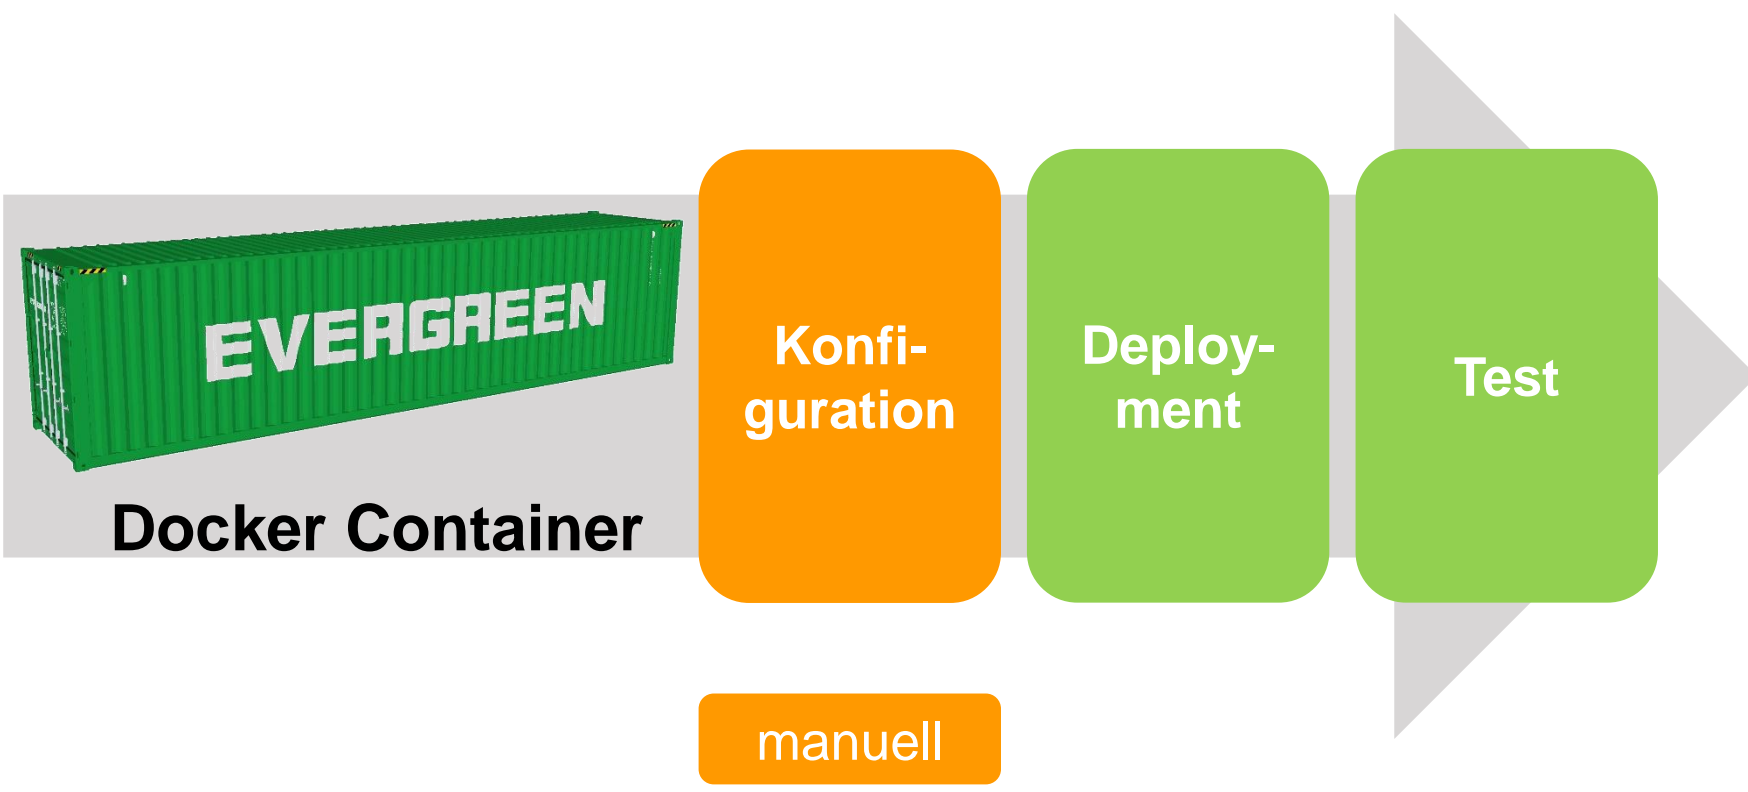 EVERGREEN
Docker Container
Konfi-
guration
Deploy-
ment
Test
manuell